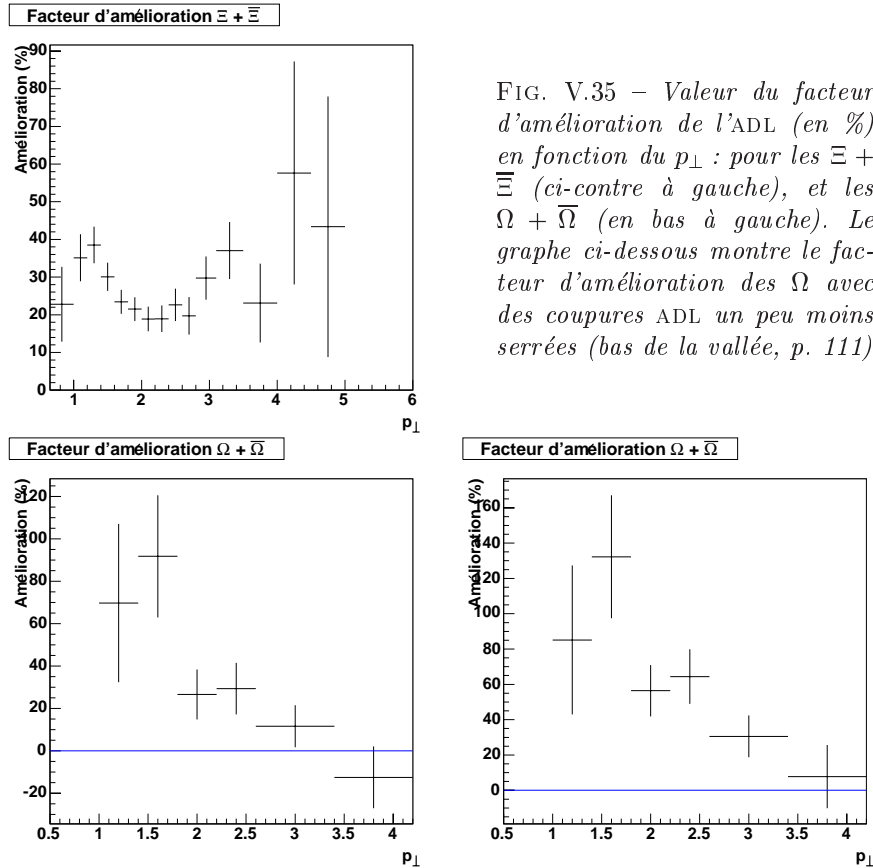 Facteur d'amélioration Ξ + Ξ̅
Amélioration (%)
90
80
70
60
50
40
30
20
10
0
1 2 3 4 5 6
p⊥
FIG. V.35 – Valeur du facteur
d'amélioration de l'ADL (en %)
en fonction du p⊥ : pour les Ξ +
Ξ̅ (ci-contre à gauche), et les
Ω + Ω̅ (en bas à gauche). Le
graphe ci-dessous montre le fac-
teur d'amélioration des Ω avec
des coupures ADL un peu moins
serrées (bas de la vallée, p. 111)
Facteur d'amélioration Ω + Ω̅
Amélioration (%)
120
100
80
60
40
20
0
-20
0.5 1 1.5 2 2.5 3 3.5 4
p⊥
Facteur d'amélioration Ω + Ω̅
Amélioration (%)
160
140
120
100
80
60
40
20
0
0.5 1 1.5 2 2.5 3 3.5 4
p⊥